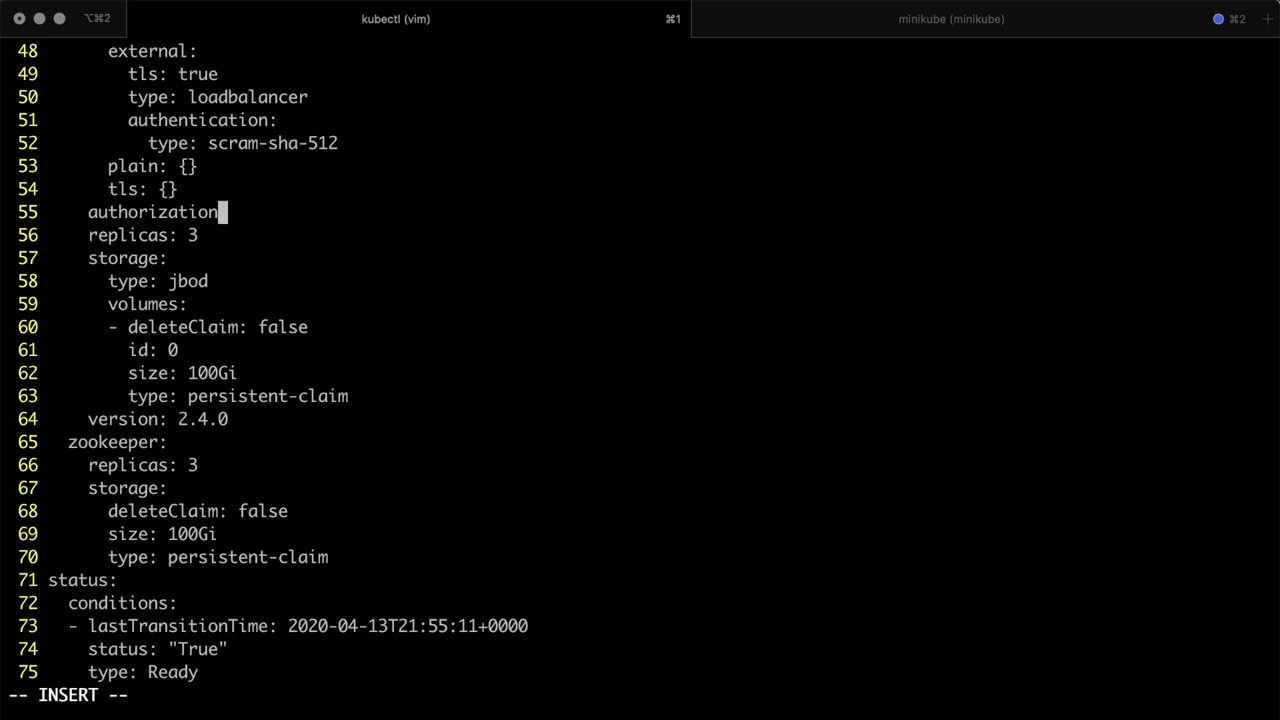 ⌥⌘2 kubectl (vim) ⌘1 minikube (minikube) ⌘2 +
48 external:
49 tls: true
50 type: loadbalancer
51 authentication:
52 type: scram-sha-512
53 plain: {}
54 tls: {}
55 authorization
56 replicas: 3
57 storage:
58 type: jbod
59 volumes:
60 - deleteClaim: false
61 id: 0
62 size: 100Gi
63 type: persistent-claim
64 version: 2.4.0
65 zookeeper:
66 replicas: 3
67 storage:
68 deleteClaim: false
69 size: 100Gi
70 type: persistent-claim
71 status:
72 conditions:
73 - lastTransitionTime: 2020-04-13T21:55:11+0000
74 status: "True"
75 type: Ready
-- INSERT --